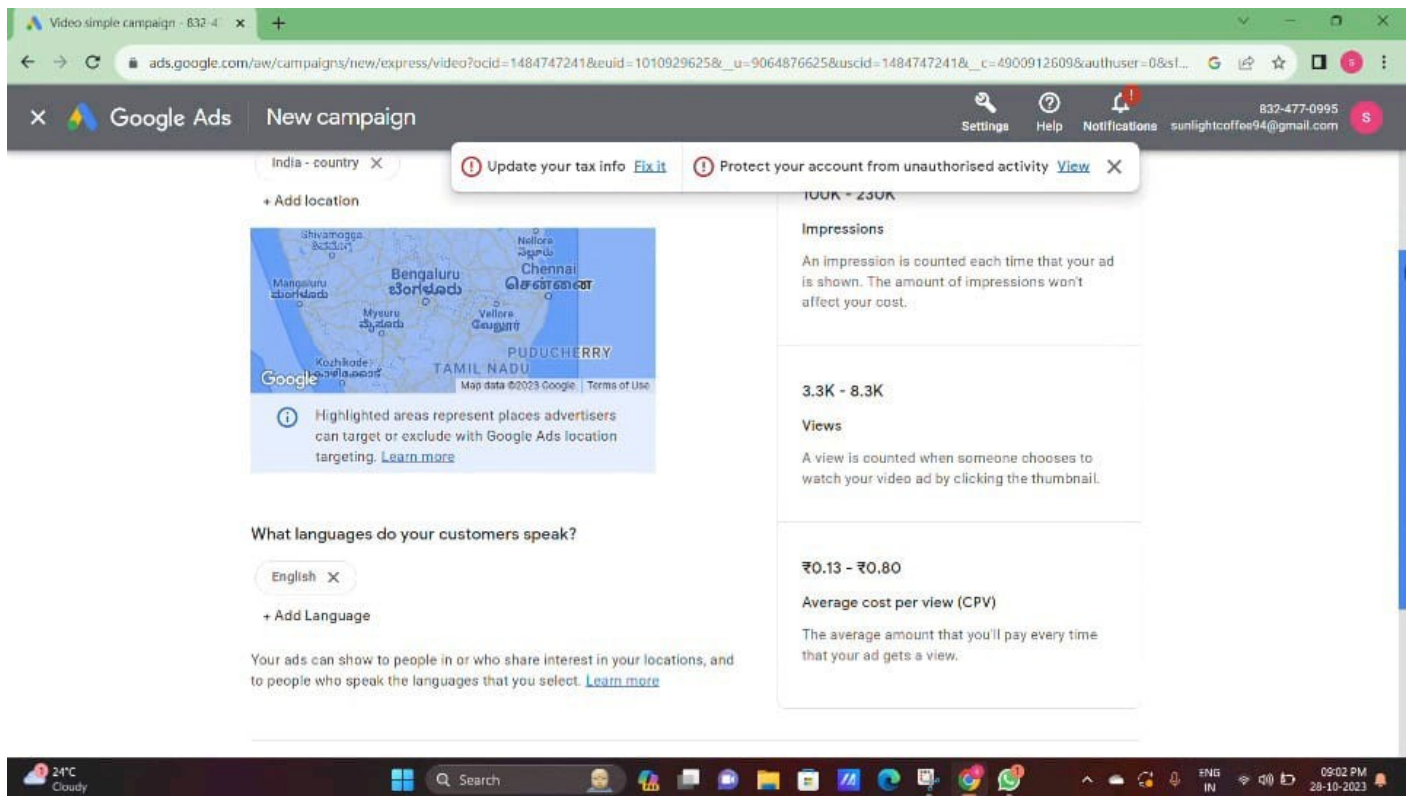 Video simple campaign - 832-4
ads.google.com/aw/campaigns/new/express/video?ocid=1484747241&euid=1010929625&__u=9064876625&uscid=1484747241&__c=4900912609&authuser=0&st...
Google Ads
New campaign
Settings
Help
Notifications
832-477-0995
sunlightcoffee94@gmail.com
S
India - country
Update your tax info Fix it
Protect your account from unauthorised activity View
+ Add location
100K - 230K
Impressions
An impression is counted each time that your ad
is shown. The amount of impressions won't
affect your cost.
Shivamogga
Nellore
Bengaluru
ಬೆಂಗಳೂರು
Chennai
சென்னை
Mangaluru
ಮಂಗಳೂರು
Mysuru
ಮೈಸೂರು
Vellore
வேலூர்
PUDUCHERRY
Kozhikode
TAMIL NADU
Google
Map data ©2023 Google
Terms of Use
Highlighted areas represent places advertisers
can target or exclude with Google Ads location
targeting. Learn more
3.3K - 8.3K
Views
A view is counted when someone chooses to
watch your video ad by clicking the thumbnail.
What languages do your customers speak?
English
+ Add Language
Your ads can show to people in or who share interest in your locations, and
to people who speak the languages that you select. Learn more
₹0.13 - ₹0.80
Average cost per view (CPV)
The average amount that you'll pay every time
that your ad gets a view.
24°C
Cloudy
Search
ENG
IN
09:02 PM
28-10-2023